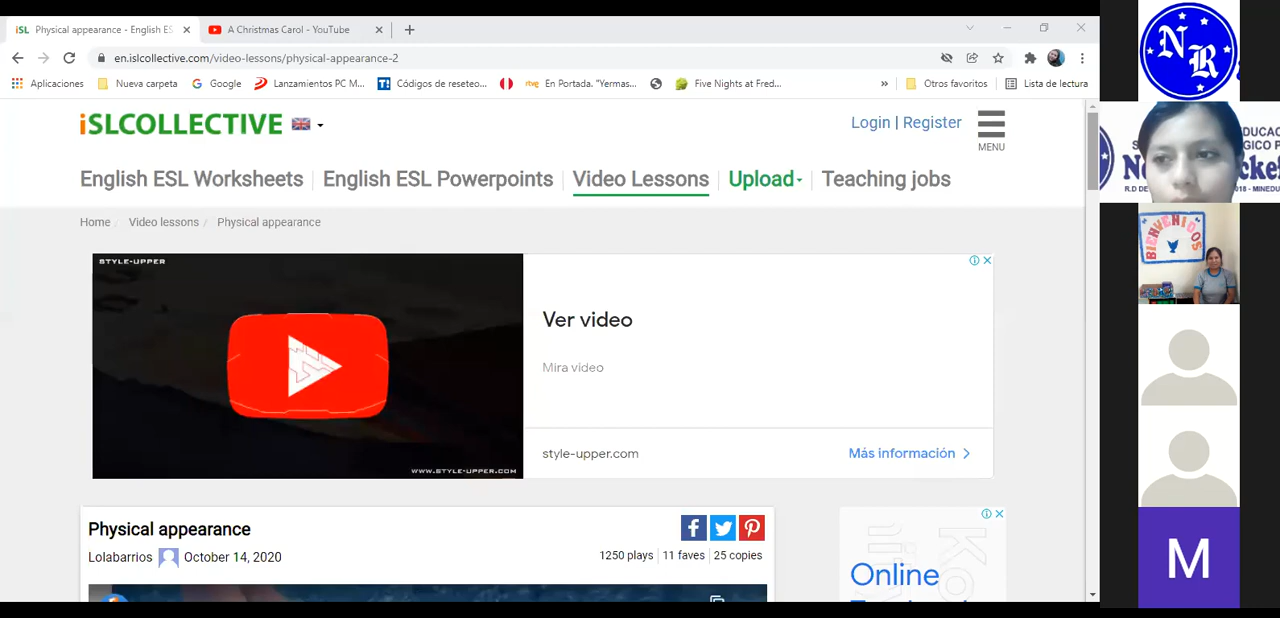 iSL Physical appearance - English ES
A Christmas Carol - YouTube
en.islcollective.com/video-lessons/physical-appearance-2
Aplicaciones
Nueva carpeta
Google
Lanzamientos PC M...
Códigos de reseteo...
En Portada. "Yermas...
Five Nights at Fred...
»
Otros favoritos
Lista de lectura
iSLCOLLECTIVE
Login | Register
MENU
English ESL Worksheets
English ESL Powerpoints
Video Lessons
Upload
Teaching jobs
Home / Video lessons / Physical appearance
STYLE-UPPER
WWW.STYLE-UPPER.COM
Ver video
Mira video
style-upper.com
Más información
Physical appearance
Lolabarrios
October 14, 2020
1250 plays
11 faves
25 copies
Online
NR
EDUCAC
BIENVENIDOS
M